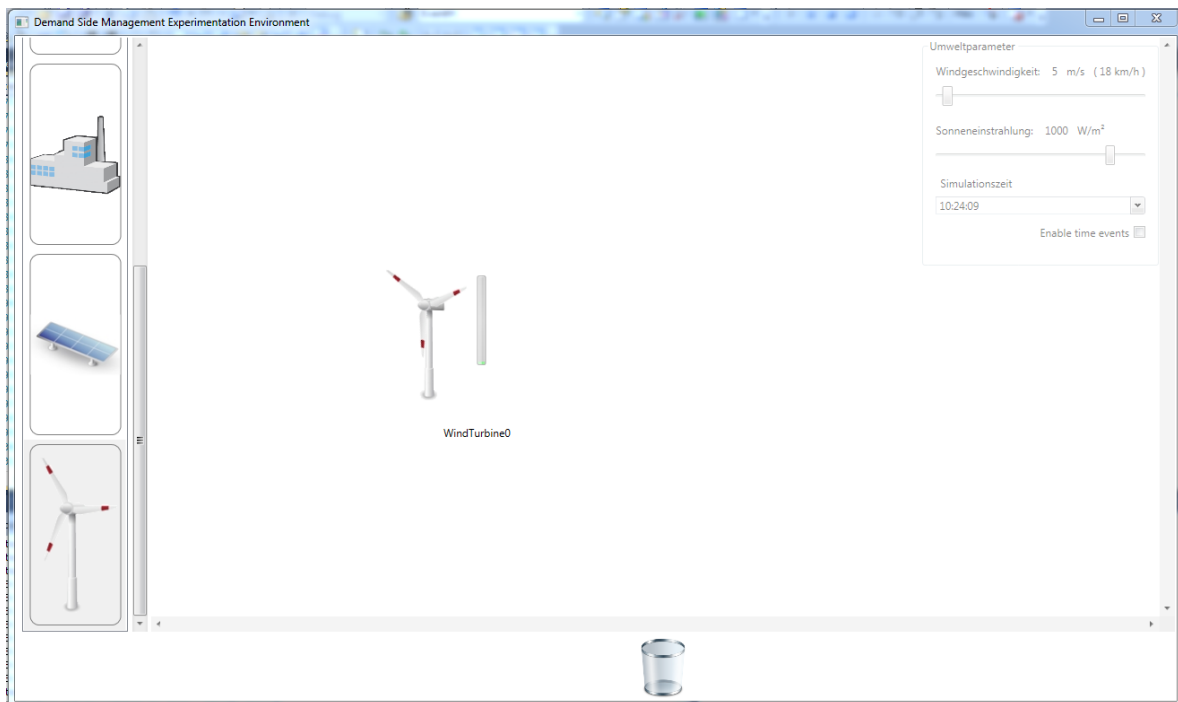 Demand Side Management Experimentation Environment
Umweltparameter
Windgeschwindigkeit: 5 m/s ( 18 km/h )
Sonneneinstrahlung: 1000 W/m²
Simulationszeit
10:24:09
Enable time events
WindTurbine0